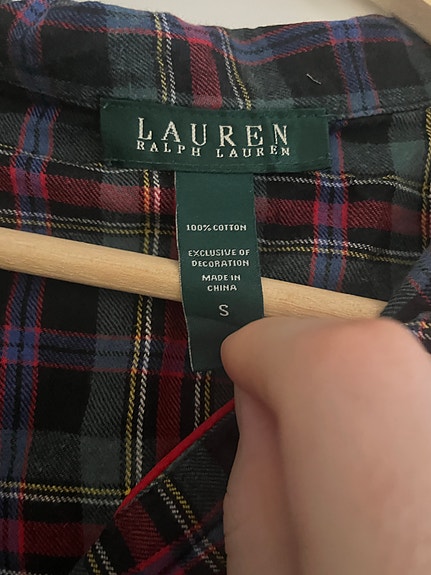 LAUREN
RALPH LAUREN
100% COTTON
EXCLUSIVE OF
DECORATION
MADE IN
CHINA
S